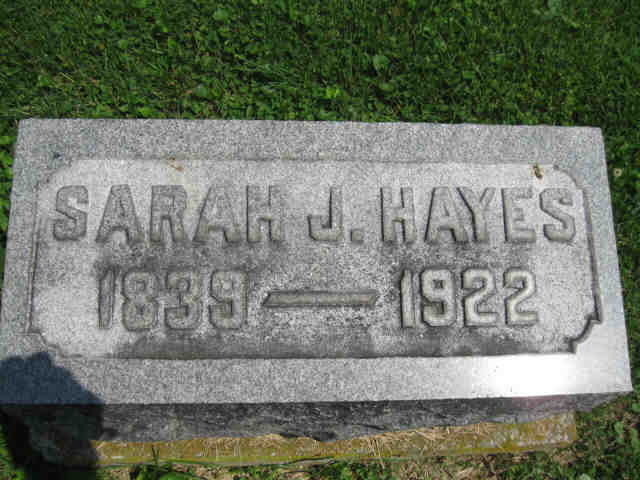 SARAH J. HAYES
1839 — 1922